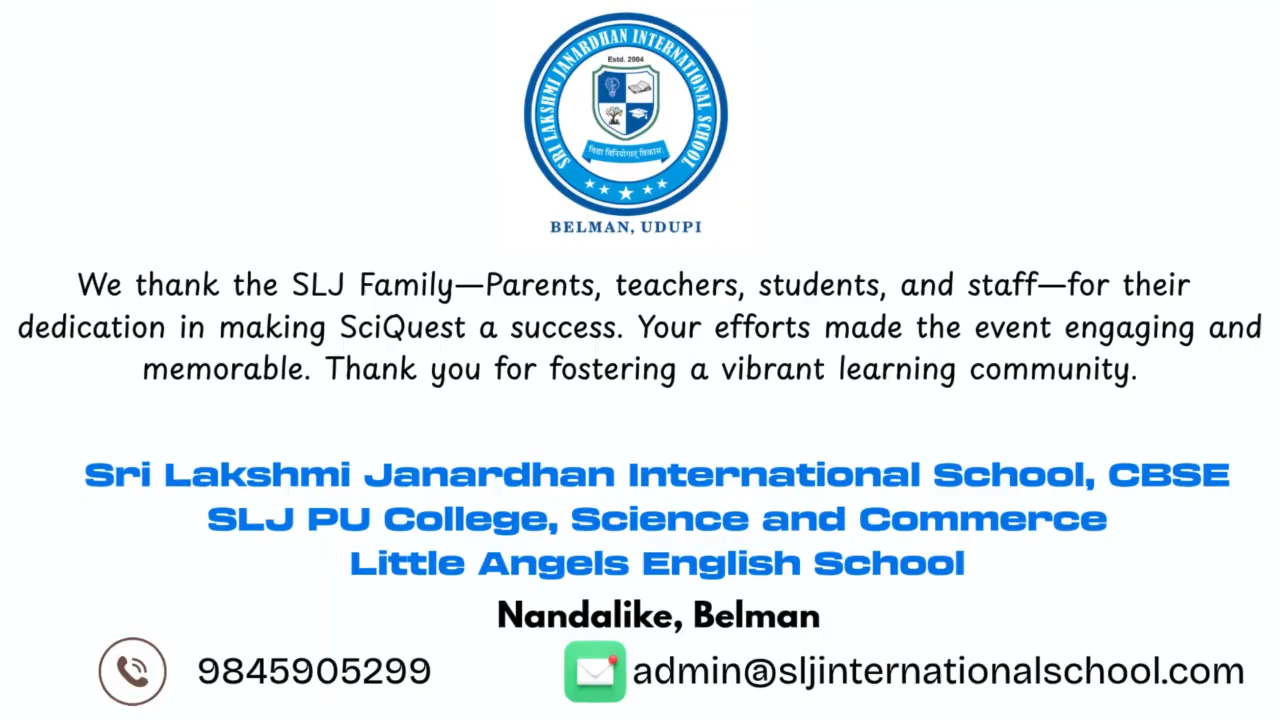 SRI LAKSHMI JANARDHAN INTERNATIONAL SCHOOL
Estd. 2004
विद्या विनियोगात् विकासः
BELMAN, UDUPI
We thank the SLJ Family—Parents, teachers, students, and staff—for their
dedication in making SciQuest a success. Your efforts made the event engaging and
memorable. Thank you for fostering a vibrant learning community.
Sri Lakshmi Janardhan International School, CBSE
SLJ PU College, Science and Commerce
Little Angels English School
Nandalike, Belman
9845905299
admin@sljinternationalschool.com